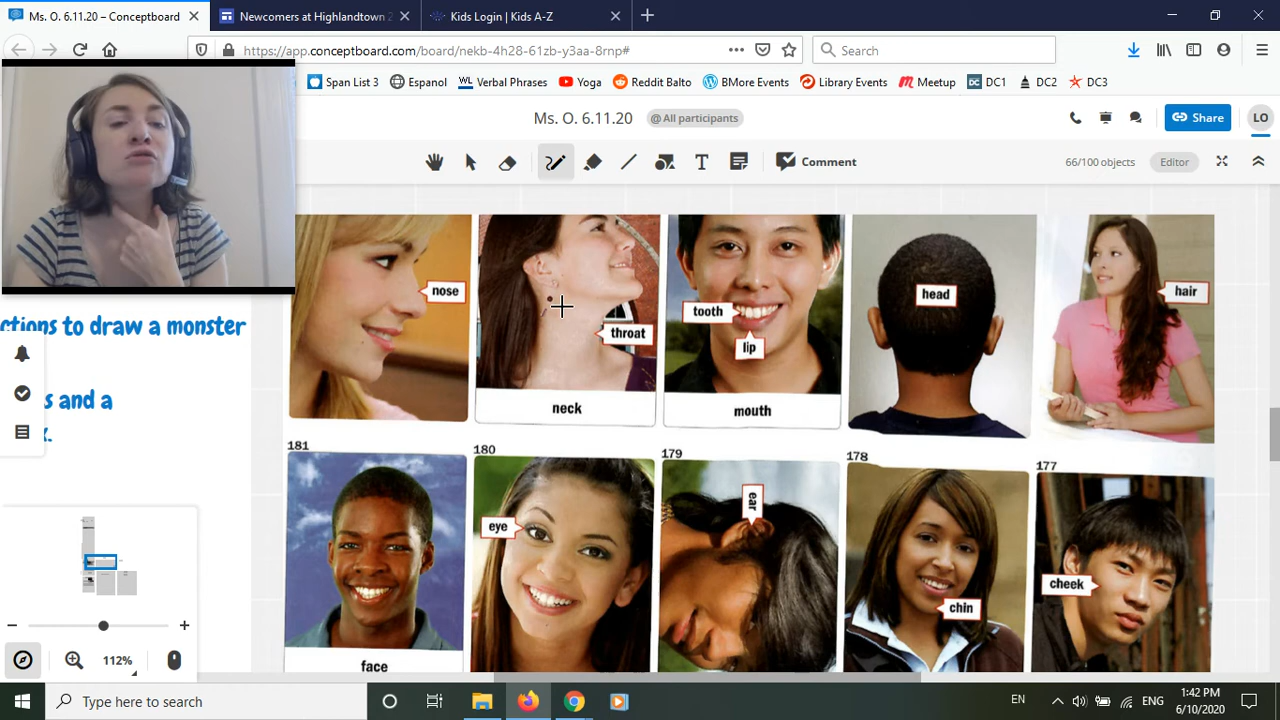 Ms. O. 6.11.20 – Conceptboard
Newcomers at Highlandtown 2
Kids Login | Kids A-Z
https://app.conceptboard.com/board/nekb-4h28-61zb-y3aa-8rnp#
Search
Span List 3
Espanol
WL Verbal Phrases
Yoga
Reddit Balto
BMore Events
Library Events
Meetup
DC DC1
DC2
DC3
Ms. O. 6.11.20
@ All participants
Share
LO
T
Comment
66/100 objects
Editor
ctions to draw a monster
s and a
x.
nose
throat
neck
tooth
lip
mouth
head
hair
181
face
180
eye
179
ear
178
chin
177
cheek
112%
Type here to search
EN
ENG
1:42 PM
6/10/2020